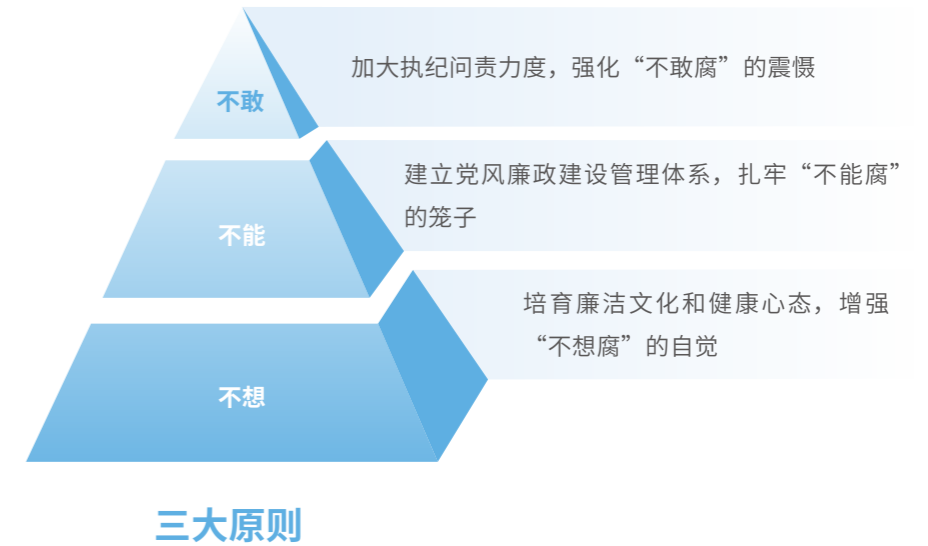 不敢
加大执纪问责力度，强化“不敢腐”的震慑
不能
建立党风廉政建设管理体系，扎牢“不能腐”
的笼子
不想
培育廉洁文化和健康心态，增强
“不想腐”的自觉
三大原则